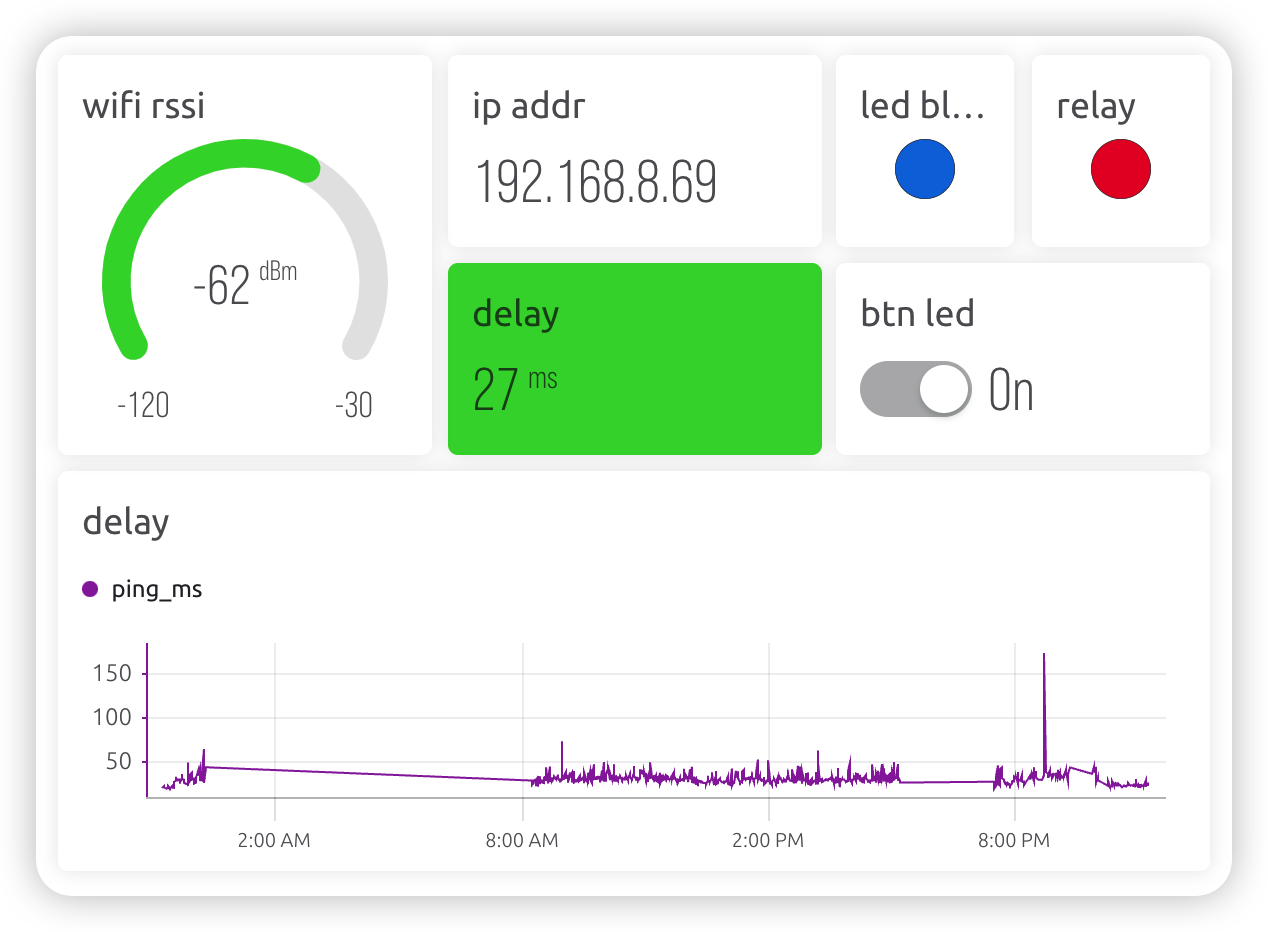 wifi rssi
-62 dBm
-120
-30
ip addr
192.168.8.69
led bl...
relay
delay
27 ms
btn led
On
delay
ping_ms
150
100
50
2:00 AM
8:00 AM
2:00 PM
8:00 PM